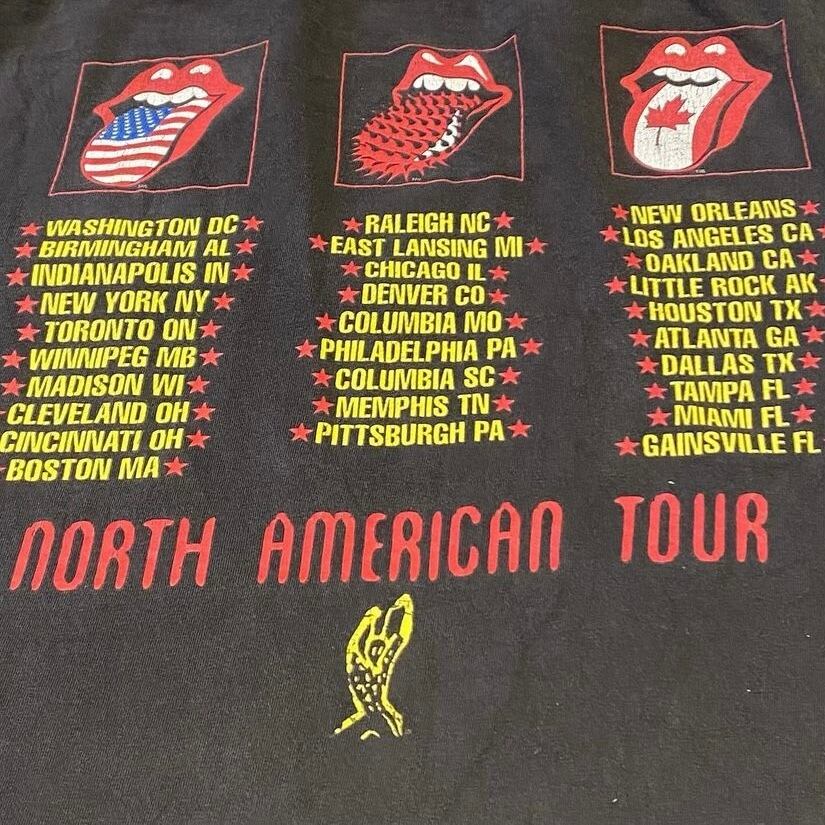 WASHINGTON DC
BIRMINGHAM AL
INDIANAPOLIS IN
NEW YORK NY
TORONTO ON
WINNIPEG MB
MADISON WI
CLEVELAND OH
CINCINNATI OH
BOSTON MA
RALEIGH NC
EAST LANSING MI
CHICAGO IL
DENVER CO
COLUMBIA MO
PHILADELPHIA PA
COLUMBIA SC
MEMPHIS TN
PITTSBURGH PA
NEW ORLEANS
LOS ANGELES CA
OAKLAND CA
LITTLE ROCK AK
HOUSTON TX
ATLANTA GA
DALLAS TX
TAMPA FL
MIAMI FL
GAINSVILLE FL
NORTH AMERICAN TOUR